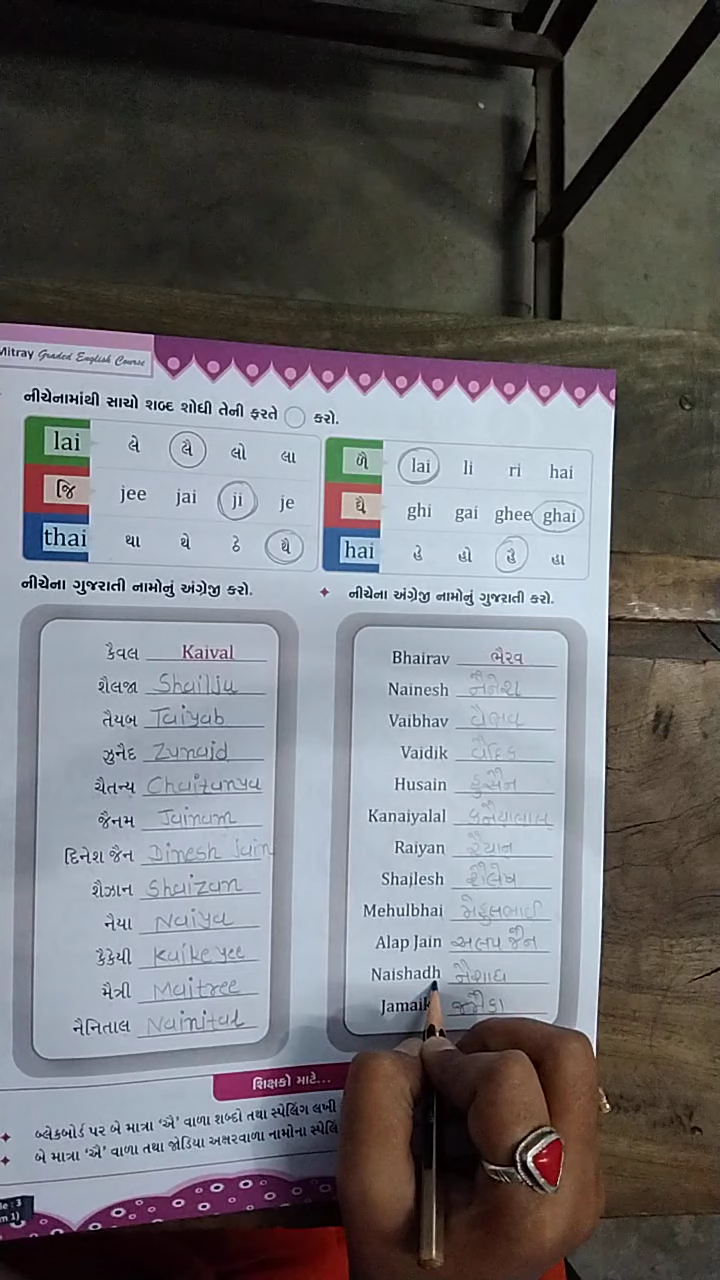 Mitray Graded English Course
નીચેનામાંથી સાચો શબ્દ શોધી તેની ફરતે ◯ કરો.
lai લે લૈ લો લા
જિ jee jai ji je
thai થા થે ઠે થૈ
ળૈ lai li ri hai
ઘૈ ghi gai ghee ghai
hai હે હો હૈ હા
નીચેના ગુજરાતી નામોનું અંગ્રેજી કરો.
કૈવલ Kaival
શૈલજા Shailja
તૈયબ Taiyab
ઝુનૈદ Zunaid
ચૈતન્ય Chaitanya
જૈનમ Jainam
દિનેશ જૈન Dinesh Jain
શૈઝાન Shaizan
નૈયા Naiya
કૈકેયી Kaikeyee
મૈત્રી Maitree
નૈનિતાલ Nainital
✦ નીચેના અંગ્રેજી નામોનું ગુજરાતી કરો.
Bhairav ભૈરવ
Nainesh નૈનેશ
Vaibhav વૈભવ
Vaidik વૈદિક
Husain હુસૈન
Kanaiyalal કનૈયાલાલ
Raiyan રૈયાન
Shajlesh શૈલેષ
Mehulbhai મેહુલભાઈ
Alap Jain અલપ જૈન
Naishadh નૈશાધ
Jamaik જમૈકા
શિક્ષકો માટે...
✦ બ્લેકબોર્ડ પર બે માત્રા ‘ઐ’ વાળા શબ્દો તથા સ્પેલિંગ લખી
✦ બે માત્રા ‘ઐ’ વાળા તથા જોડિયા અક્ષરવાળા નામોના સ્પેલિ